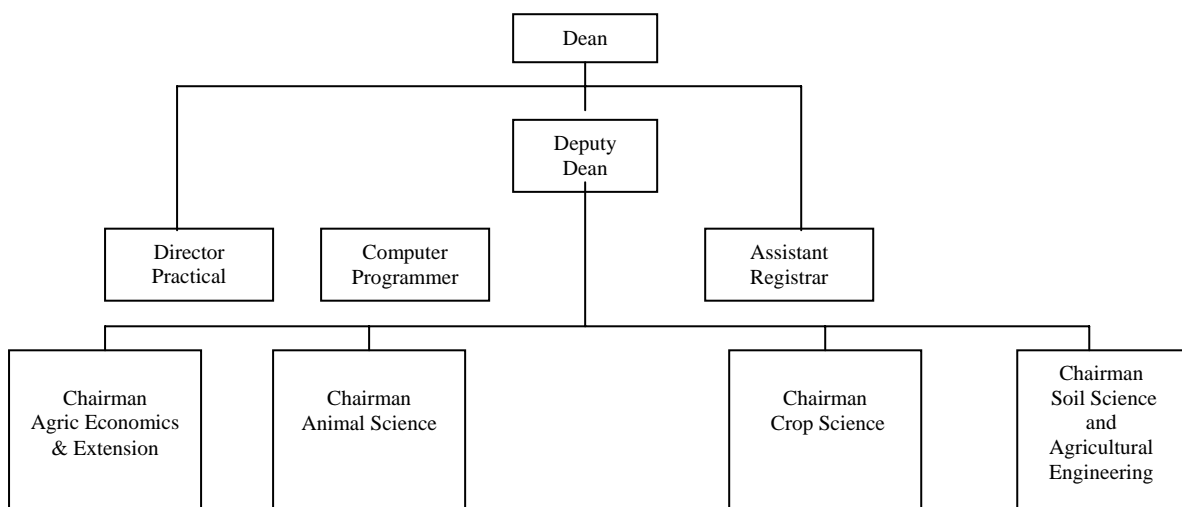 Dean
Deputy
Dean
Director
Practical
Computer
Programmer
Assistant
Registrar
Chairman
Agric Economics
& Extension
Chairman
Animal Science
Chairman
Crop Science
Chairman
Soil Science
and
Agricultural
Engineering